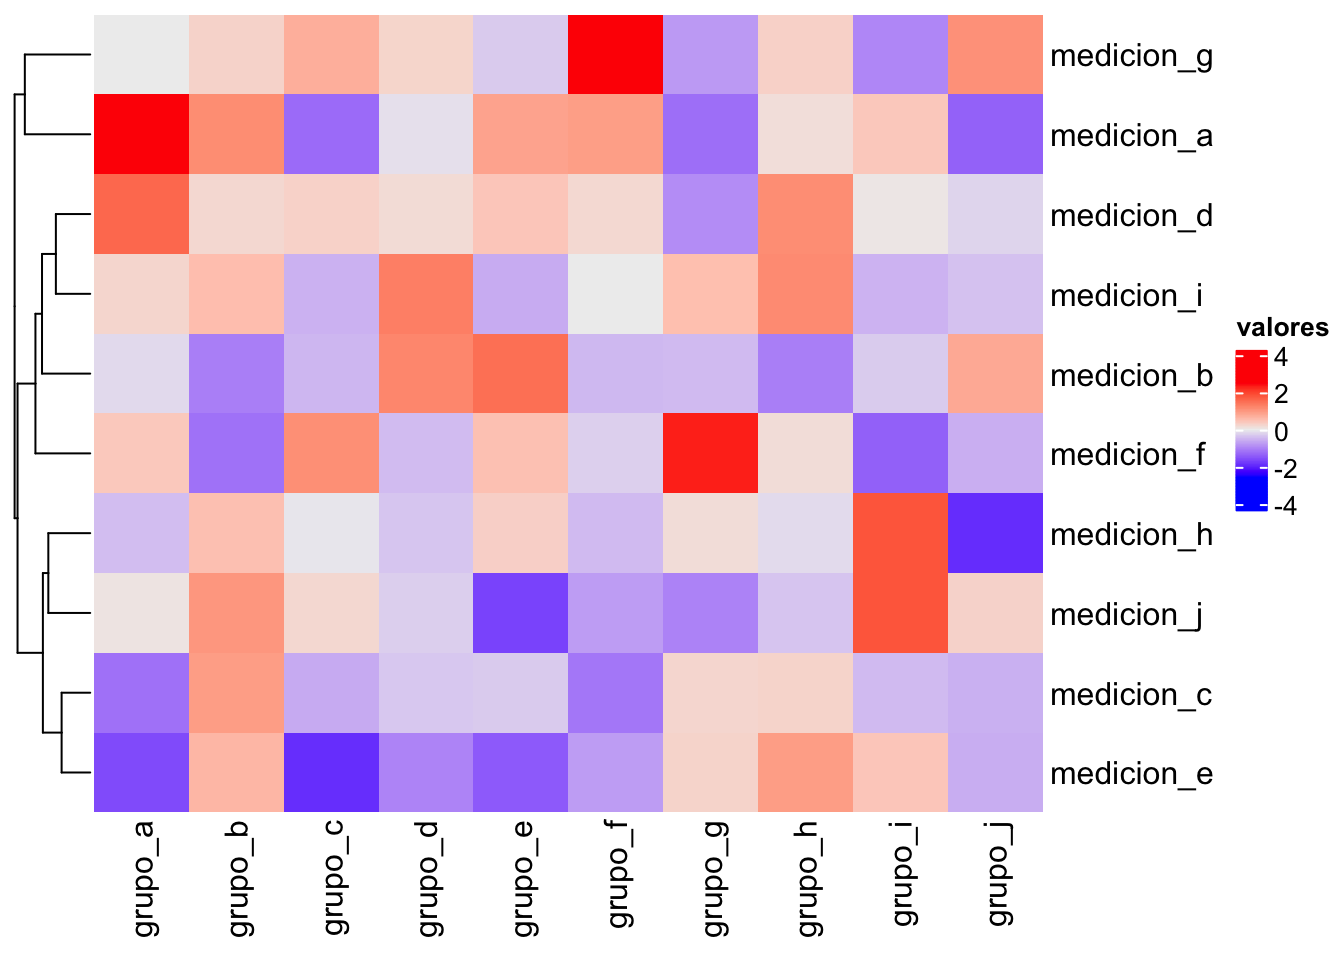 medicion_g
medicion_a
medicion_d
medicion_i
medicion_b
medicion_f
medicion_h
medicion_j
medicion_c
medicion_e
valores
4
2
0
-2
-4
grupo_a
grupo_b
grupo_c
grupo_d
grupo_e
grupo_f
grupo_g
grupo_h
grupo_i
grupo_j